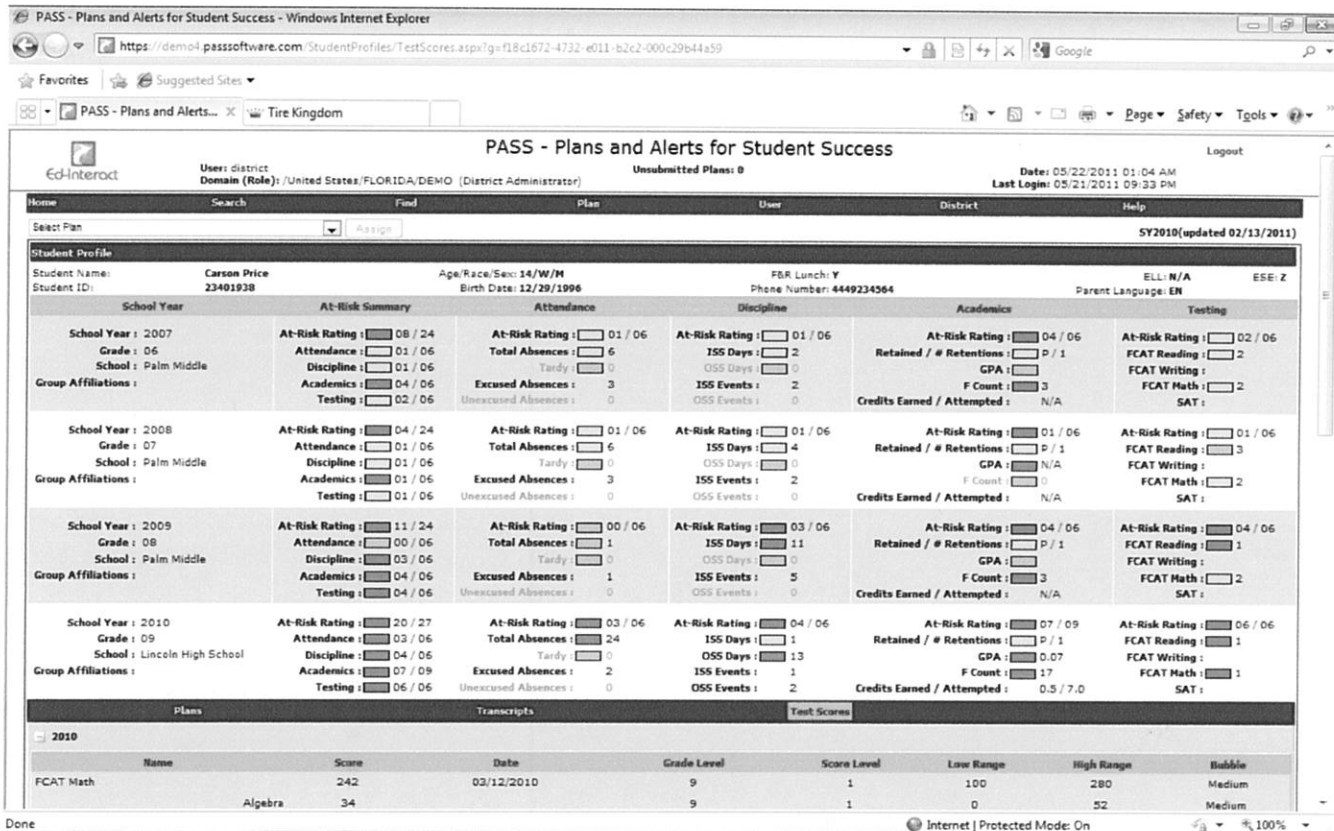 PASS - Plans and Alerts for Student Success - Windows Internet Explorer
https://demo4.passsoftware.com/StudentProfiles/TestScores.aspx?g=f18c1672-4732-e011-b2c2-000c29b44a59
Google
Favorites Suggested Sites
PASS - Plans and Alerts... X Tire Kingdom
Page Safety Tools
PASS - Plans and Alerts for Student Success
Logout
Ed-Interact
User: district Unsubmitted Plans: 0 Date: 05/22/2011 01:04 AM
Domain (Role): /United States/FLORIDA/DEMO (District Administrator) Last Login: 05/21/2011 09:33 PM
Home Search Find Plan User District Help
Select Plan Assign SY2010(updated 02/13/2011)
Student Profile
Student Name: Carson Price Age/Race/Sex: 14/W/M F&R Lunch: Y ELL: N/A ESE: Z
Student ID: 23401938 Birth Date: 12/29/1996 Phone Number: 4449234564 Parent Language: EN
School Year At-Risk Summary Attendance Discipline Academics Testing
School Year : 2007 At-Risk Rating : 08 / 24 At-Risk Rating : 01 / 06 At-Risk Rating : 01 / 06 At-Risk Rating : 04 / 06 At-Risk Rating : 02 / 06
Grade : 06 Attendance : 01 / 06 Total Absences : 6 ISS Days : 2 Retained / # Retentions : P / 1 FCAT Reading : 2
School : Palm Middle Discipline : 01 / 06 Tardy : 0 OSS Days : 0 GPA : FCAT Writing :
Group Affiliations : Academics : 04 / 06 Excused Absences : 3 ISS Events : 2 F Count : 3 FCAT Math : 2
Testing : 02 / 06 Unexcused Absences : 0 OSS Events : 0 Credits Earned / Attempted : N/A SAT :
School Year : 2008 At-Risk Rating : 04 / 24 At-Risk Rating : 01 / 06 At-Risk Rating : 01 / 06 At-Risk Rating : 01 / 06 At-Risk Rating : 01 / 06
Grade : 07 Attendance : 01 / 06 Total Absences : 6 ISS Days : 4 Retained / # Retentions : P / 1 FCAT Reading : 3
School : Palm Middle Discipline : 01 / 06 Tardy : 0 OSS Days : 0 GPA : N/A FCAT Writing :
Group Affiliations : Academics : 01 / 06 Excused Absences : 3 ISS Events : 2 F Count : 0 FCAT Math : 2
Testing : 01 / 06 Unexcused Absences : 0 OSS Events : 0 Credits Earned / Attempted : N/A SAT :
School Year : 2009 At-Risk Rating : 11 / 24 At-Risk Rating : 00 / 06 At-Risk Rating : 03 / 06 At-Risk Rating : 04 / 06 At-Risk Rating : 04 / 06
Grade : 08 Attendance : 00 / 06 Total Absences : 1 ISS Days : 11 Retained / # Retentions : P / 1 FCAT Reading : 1
School : Palm Middle Discipline : 03 / 06 Tardy : 0 OSS Days : 0 GPA : FCAT Writing :
Group Affiliations : Academics : 04 / 06 Excused Absences : 1 ISS Events : 5 F Count : 3 FCAT Math : 2
Testing : 04 / 06 Unexcused Absences : 0 OSS Events : 0 Credits Earned / Attempted : N/A SAT :
School Year : 2010 At-Risk Rating : 20 / 27 At-Risk Rating : 03 / 06 At-Risk Rating : 04 / 06 At-Risk Rating : 07 / 09 At-Risk Rating : 06 / 06
Grade : 09 Attendance : 03 / 06 Total Absences : 24 ISS Days : 1 Retained / # Retentions : P / 1 FCAT Reading : 1
School : Lincoln High School Discipline : 04 / 06 Tardy : 0 OSS Days : 13 GPA : 0.07 FCAT Writing :
Group Affiliations : Academics : 07 / 09 Excused Absences : 2 ISS Events : 1 F Count : 17 FCAT Math : 1
Testing : 06 / 06 Unexcused Absences : 0 OSS Events : 2 Credits Earned / Attempted : 0.5 / 7.0 SAT :
Plans Transcripts Test Scores
2010
Name Score Date Grade Level Score Level Low Range High Range Bubble
FCAT Math 242 03/12/2010 9 1 100 280 Medium
Algebra 34 9 1 0 52 Medium
Done Internet | Protected Mode: On 100%